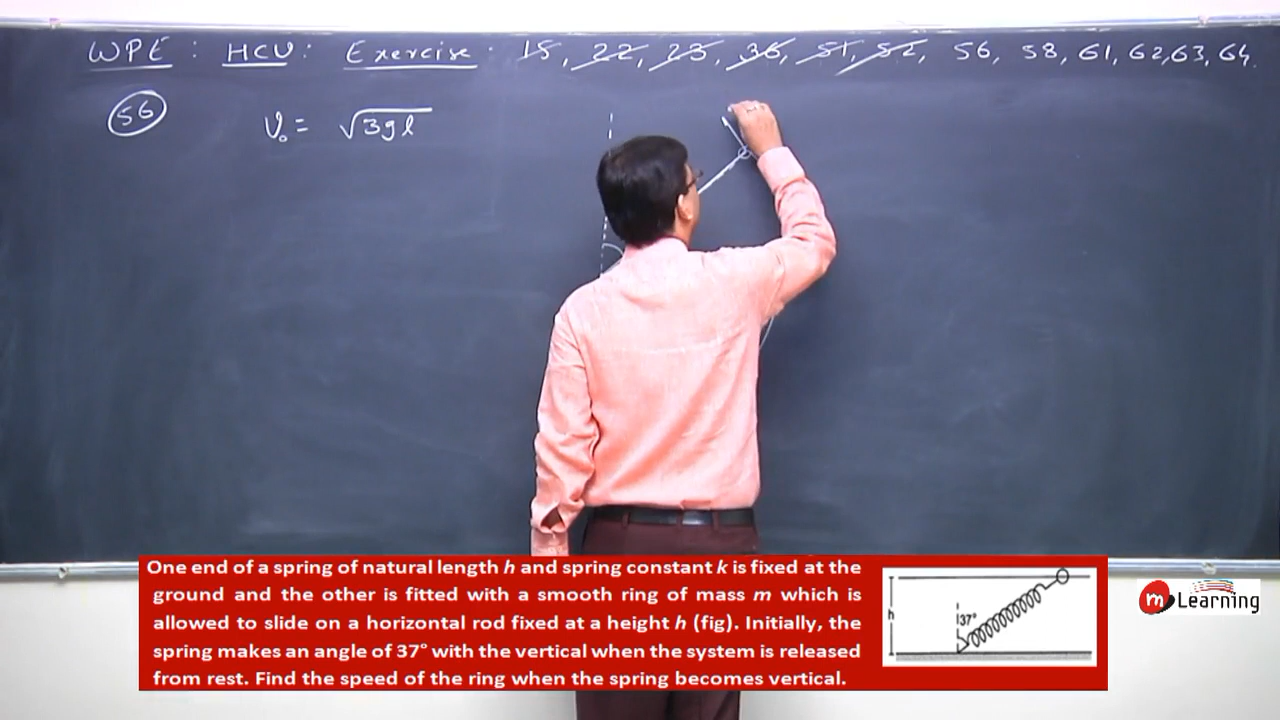 WPE : HCV : Exercise : 15, 22, 25, 36, 51, 52, 56, 58, 61, 62, 63, 64.
56 v₀ = √3gl
One end of a spring of natural length h and spring constant k is fixed at the
ground and the other is fitted with a smooth ring of mass m which is
allowed to slide on a horizontal rod fixed at a height h (fig). Initially, the
spring makes an angle of 37° with the vertical when the system is released
from rest. Find the speed of the ring when the spring becomes vertical.
h
37°
m Learning